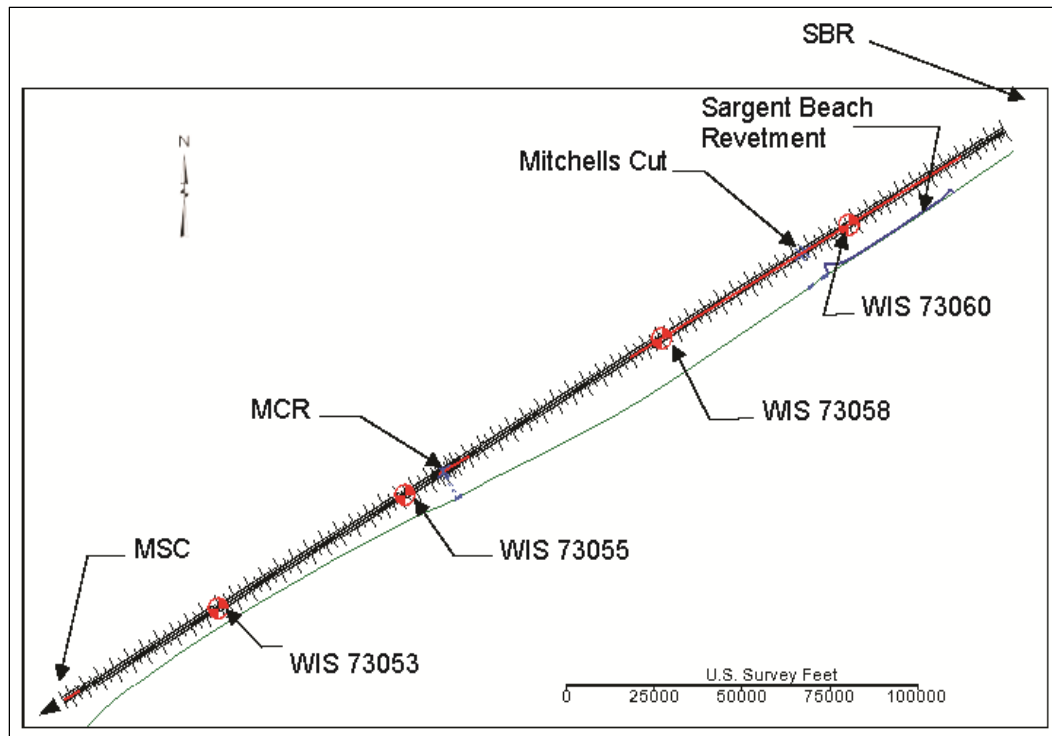 SBR
Sargent Beach
Revetment
Mitchells Cut
N
WIS 73060
WIS 73058
MCR
WIS 73055
MSC
WIS 73053
U.S. Survey Feet
0 25000 50000 75000 100000